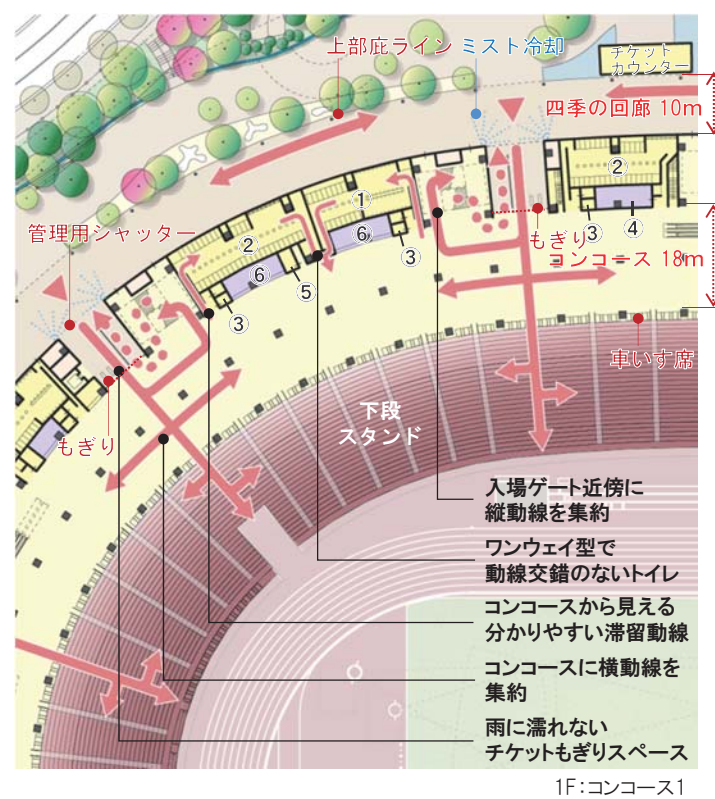 上部庇ライン
ミスト冷却
チケット
カウンター
四季の回廊 10m
②
①
管理用シャッター
②
⑥
⑥
③
④
③
もぎり
コンコース 18m
⑤
③
車いす席
もぎり
下段
スタンド
入場ゲート近傍に
縦動線を集約
ワンウェイ型で
動線交錯のないトイレ
コンコースから見える
分かりやすい滞留動線
コンコースに横動線を
集約
雨に濡れない
チケットもぎりスペース
1F：コンコース1